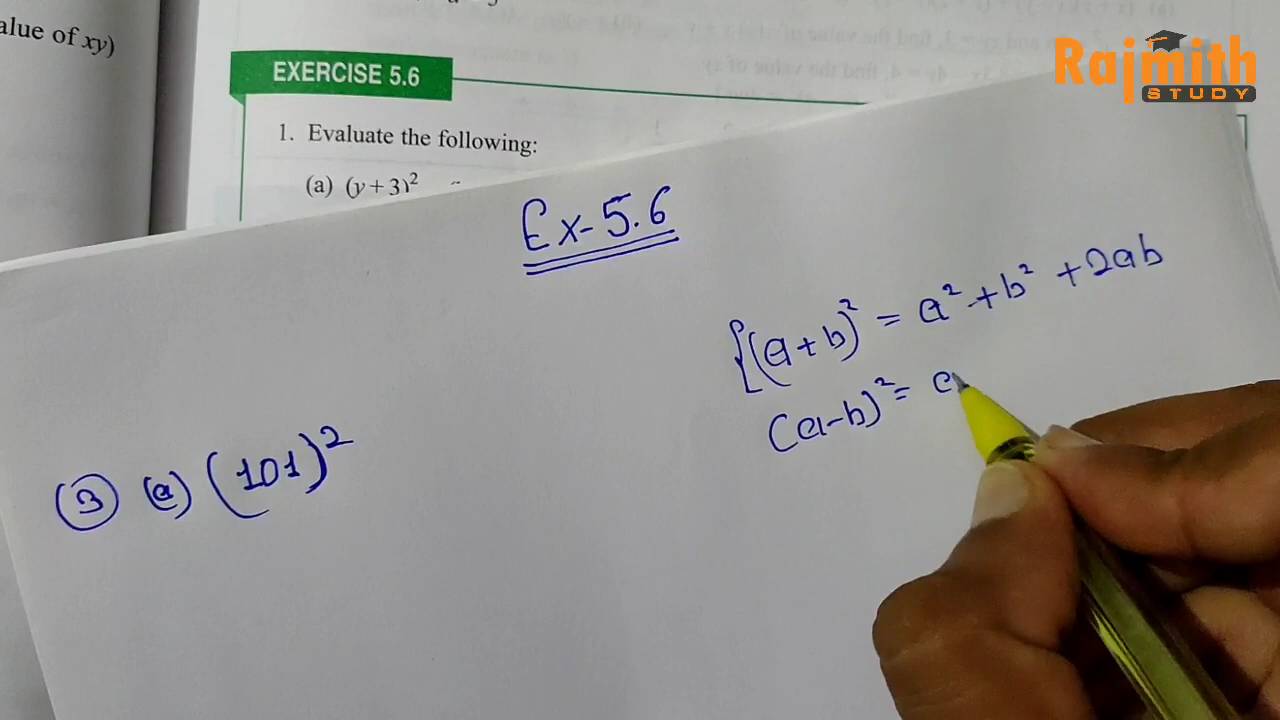 alue of xy)
Rajmith
STUDY
EXERCISE 5.6
1. Evaluate the following:
(a) (y+3)²
Ex-5.6
{(a+b)² = a² + b² + 2ab
(a-b)² =
③ (a) (101)²